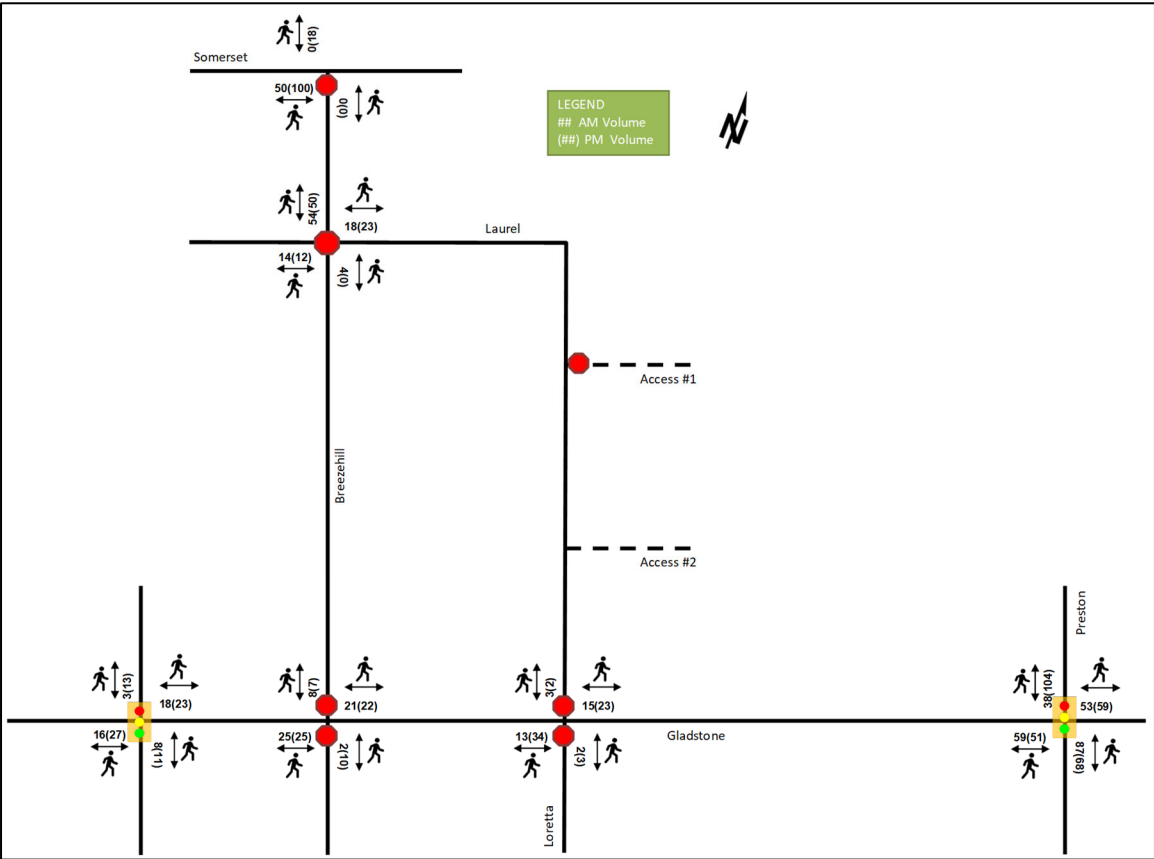 0(18)
Somerset
50(100)
0(0)
LEGEND
## AM Volume
(##) PM Volume
N
54(50)
18(23)
Laurel
14(12)
4(0)
Access #1
Breezehill
Access #2
Preston
3(13)
18(23)
8(7)
21(22)
3(2)
15(23)
38(104)
53(59)
16(27)
8(11)
25(25)
2(10)
13(34)
2(3)
Gladstone
59(51)
87(68)
Loretta